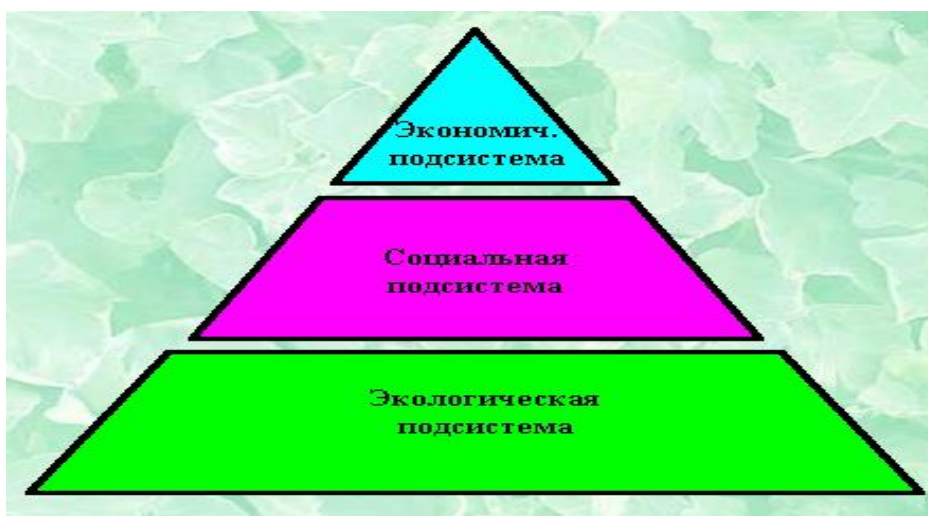 Экономич.
подсистема
Социальная
подсистема
Экологическая
подсистема